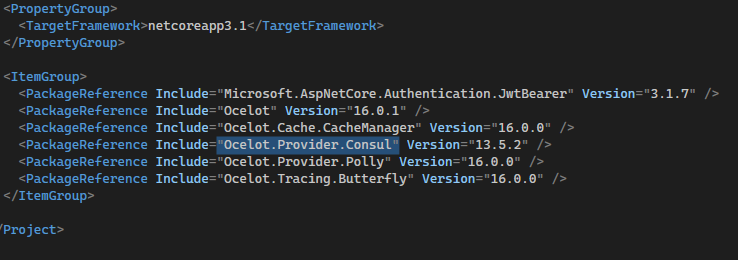 <PropertyGroup>
<TargetFramework>netcoreapp3.1</TargetFramework>
</PropertyGroup>
<ItemGroup>
<PackageReference Include="Microsoft.AspNetCore.Authentication.JwtBearer" Version="3.1.7" />
<PackageReference Include="Ocelot" Version="16.0.1" />
<PackageReference Include="Ocelot.Cache.CacheManager" Version="16.0.0" />
<PackageReference Include="Ocelot.Provider.Consul" Version="13.5.2" />
<PackageReference Include="Ocelot.Provider.Polly" Version="16.0.0" />
<PackageReference Include="Ocelot.Tracing.Butterfly" Version="16.0.0" />
</ItemGroup>
/Project>